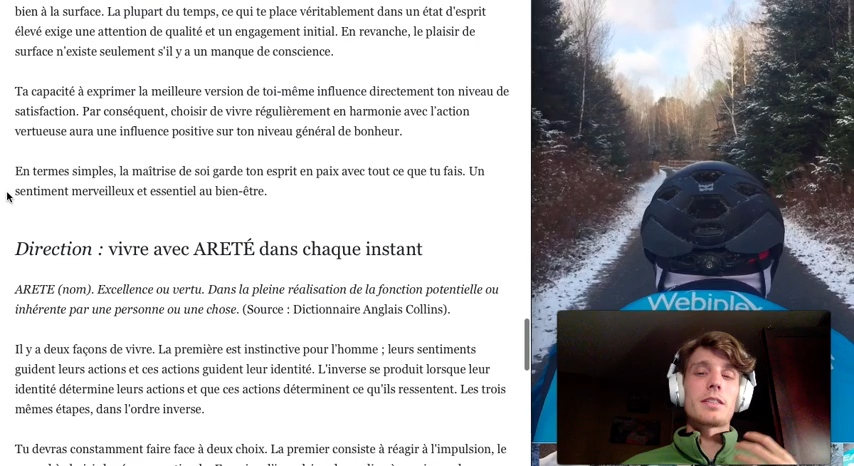 bien à la surface. La plupart du temps, ce qui te place véritablement dans un état d'esprit
élevé exige une attention de qualité et un engagement initial. En revanche, le plaisir de
surface n'existe seulement s'il y a un manque de conscience.
Ta capacité à exprimer la meilleure version de toi-même influence directement ton niveau de
satisfaction. Par conséquent, choisir de vivre régulièrement en harmonie avec l'action
vertueuse aura une influence positive sur ton niveau général de bonheur.
En termes simples, la maîtrise de soi garde ton esprit en paix avec tout ce que tu fais. Un
sentiment merveilleux et essentiel au bien-être.
Direction : vivre avec ARETÉ dans chaque instant
ARETE (nom). Excellence ou vertu. Dans la pleine réalisation de la fonction potentielle ou
inhérente par une personne ou une chose. (Source : Dictionnaire Anglais Collins).
Il y a deux façons de vivre. La première est instinctive pour l'homme ; leurs sentiments
guident leurs actions et ces actions guident leur identité. L'inverse se produit lorsque leur
identité détermine leurs actions et que ces actions déterminent ce qu'ils ressentent. Les trois
mêmes étapes, dans l'ordre inverse.
Tu devras constamment faire face à deux choix. La premier consiste à réagir à l'impulsion, le
Webiplex